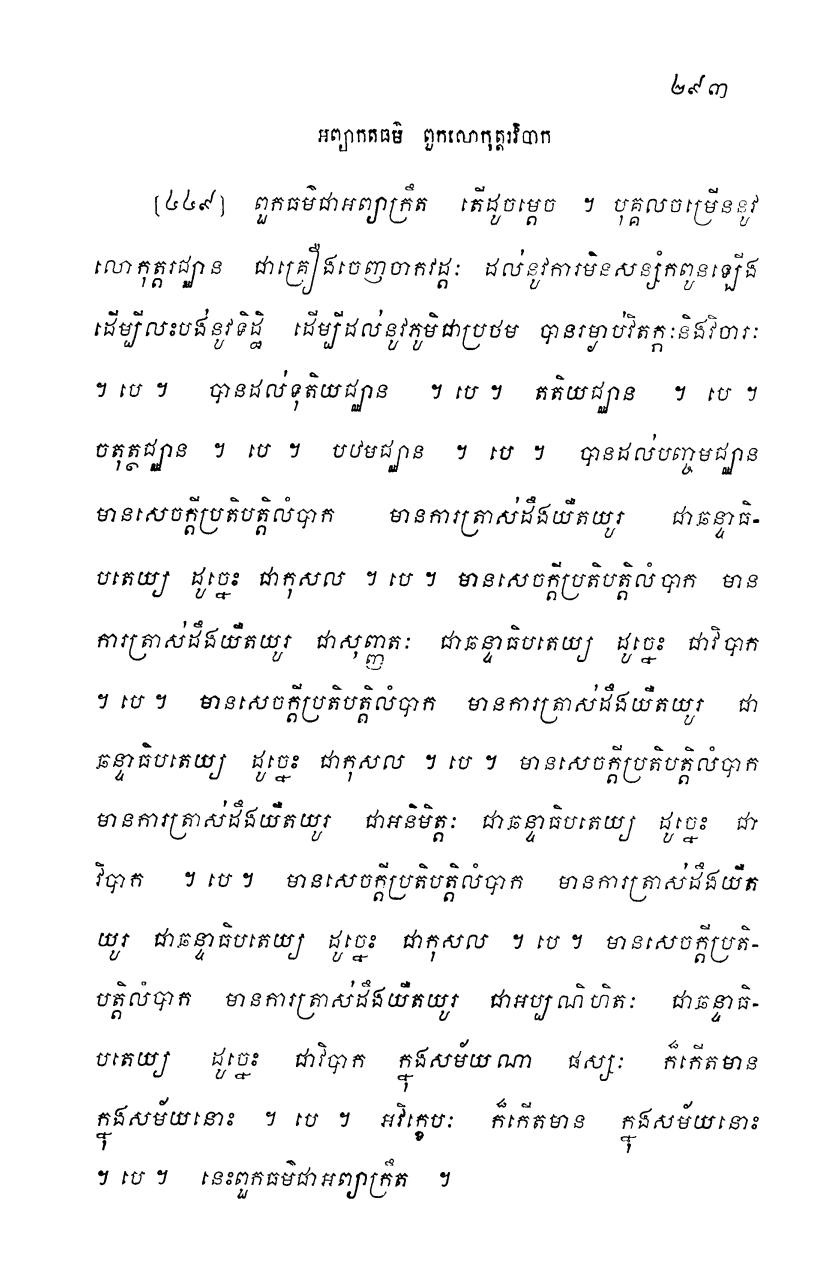 ២៩៣
អព្យាកតធម៌ ពួកលោកុត្តរវិបាក
[៤៤៩] ពួកធម៌ជាអព្យាក្រឹត តើដូចម្តេច ។ បុគ្គលចម្រើននូវ
លោកុត្តរជ្ឈាន ជាគ្រឿងចេញចាកវដ្តៈ ដល់នូវការមិនសន្សំកពូនឡើង
ដើម្បីលះបង់នូវទិដ្ឋិ ដើម្បីដល់នូវភូមិជាប្រថម បានរម្ងាប់វិតក្កៈនិងវិចារៈ
។ បេ ។ បានដល់ទុតិយជ្ឈាន ។ បេ ។ តតិយជ្ឈាន ។ បេ ។
ចតុត្ថជ្ឈាន ។ បេ ។ បឋមជ្ឈាន ។ បេ ។ បានដល់បញ្ចមជ្ឈាន
មានសេចក្តីប្រតិបត្តិលំបាក មានការត្រាស់ដឹងយឺតយូរ ជាឆន្ទាធិ-
បតេយ្យ ដូច្នេះ ជាកុសល ។ បេ ។ មានសេចក្តីប្រតិបត្តិលំបាក មាន
ការត្រាស់ដឹងយឺតយូរ ជាសុញ្ញតៈ ជាឆន្ទាធិបតេយ្យ ដូច្នេះ ជាវិបាក
។ បេ ។ មានសេចក្តីប្រតិបត្តិលំបាក មានការត្រាស់ដឹងយឺតយូរ ជា
ឆន្ទាធិបតេយ្យ ដូច្នេះ ជាកុសល ។ បេ ។ មានសេចក្តីប្រតិបត្តិលំបាក
មានការត្រាស់ដឹងយឺតយូរ ជាអនិមិត្តៈ ជាឆន្ទាធិបតេយ្យ ដូច្នេះ ជា
វិបាក ។ បេ ។ មានសេចក្តីប្រតិបត្តិលំបាក មានការត្រាស់ដឹងយឺត
យូរ ជាឆន្ទាធិបតេយ្យ ដូច្នេះ ជាកុសល ។ បេ ។ មានសេចក្តីប្រតិ-
បត្តិលំបាក មានការត្រាស់ដឹងយឺតយូរ ជាអប្បណិហិតៈ ជាឆន្ទាធិ-
បតេយ្យ ដូច្នេះ ជាវិបាក ក្នុងសម័យណា ផស្សៈ ក៏កើតមាន
ក្នុងសម័យនោះ ។ បេ ។ អវិក្ខេបៈ ក៏កើតមាន ក្នុងសម័យនោះ
។ បេ ។ នេះពួកធម៌ជាអព្យាក្រឹត ។